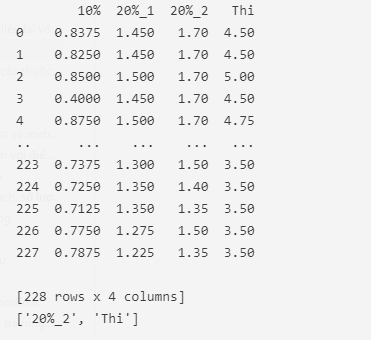 10% 20%_1 20%_2 Thi
0 0.8375 1.450 1.70 4.50
1 0.8250 1.450 1.70 4.50
2 0.8500 1.500 1.70 5.00
3 0.4000 1.450 1.70 4.50
4 0.8750 1.500 1.70 4.75
.. ... ... ... ...
223 0.7375 1.300 1.50 3.50
224 0.7250 1.350 1.40 3.50
225 0.7125 1.350 1.35 3.50
226 0.7750 1.275 1.50 3.50
227 0.7875 1.225 1.35 3.50
[228 rows x 4 columns]
['20%_2', 'Thi']